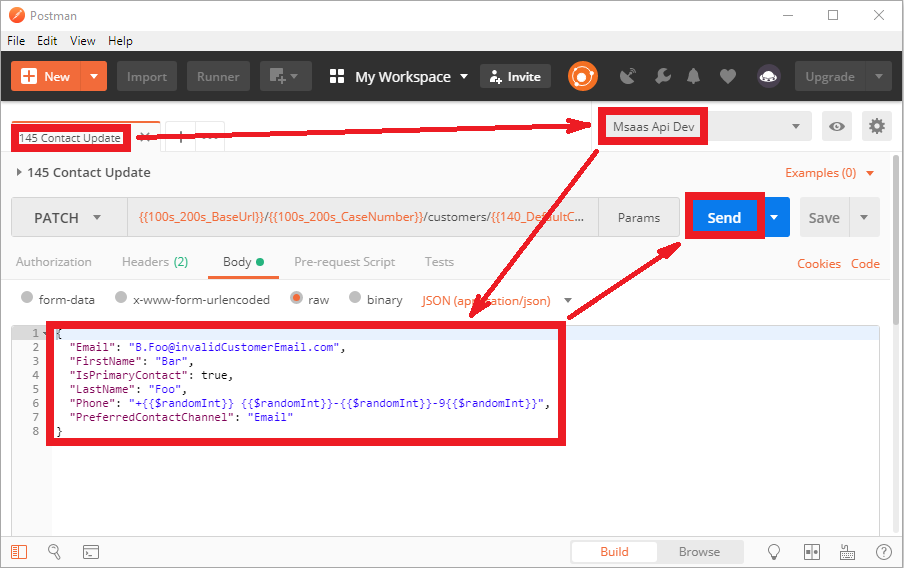 Postman
File Edit View Help
New Import Runner My Workspace Invite Upgrade
145 Contact Update Msaas Api Dev
145 Contact Update Examples (0)
PATCH {{100s_200s_BaseUrl}}/{{100s_200s_CaseNumber}}/customers/{{140_DefaultC... Params Send Save
Authorization Headers (2) Body Pre-request Script Tests Cookies Code
form-data x-www-form-urlencoded raw binary JSON (application/json)
1 {
2 "Email": "B.Foo@invalidCustomerEmail.com",
3 "FirstName": "Bar",
4 "IsPrimaryContact": true,
5 "LastName": "Foo",
6 "Phone": "+{{$randomInt}} {{$randomInt}}-{{$randomInt}}-9{{$randomInt}}",
7 "PreferredContactChannel": "Email"
8 }
Build Browse